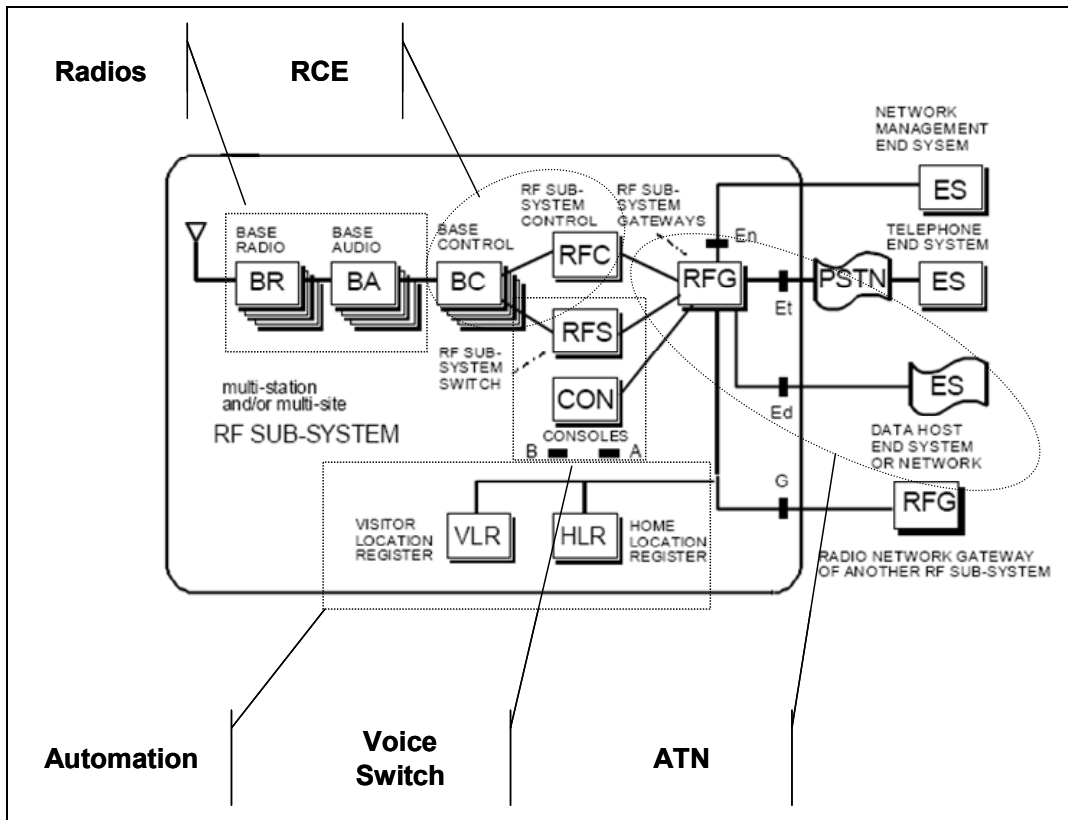 Radios
RCE
NETWORK
MANAGEMENT
END SYSEM
ES
RF SUB-
SYSTEM
CONTROL
RF SUB-
SYSTEM
GATEWAYS
En
TELEPHONE
END SYSTEM
BASE
RADIO
BASE
AUDIO
BASE
CONTROL
BR
BA
BC
RFC
RFG
PSTN
ES
Et
RFS
RF SUB-
SYSTEM
SWITCH
multi-station
and/or multi-site
RF SUB-SYSTEM
CON
CONSOLES
B
A
ES
Ed
DATA HOST
END SYSTEM
OR NETWORK
G
RFG
RADIO NETWORK GATEWAY
OF ANOTHER RF SUB-SYSTEM
VISITOR
LOCATION
REGISTER
VLR
HLR
HOME
LOCATION
REGISTER
Automation
Voice
Switch
ATN